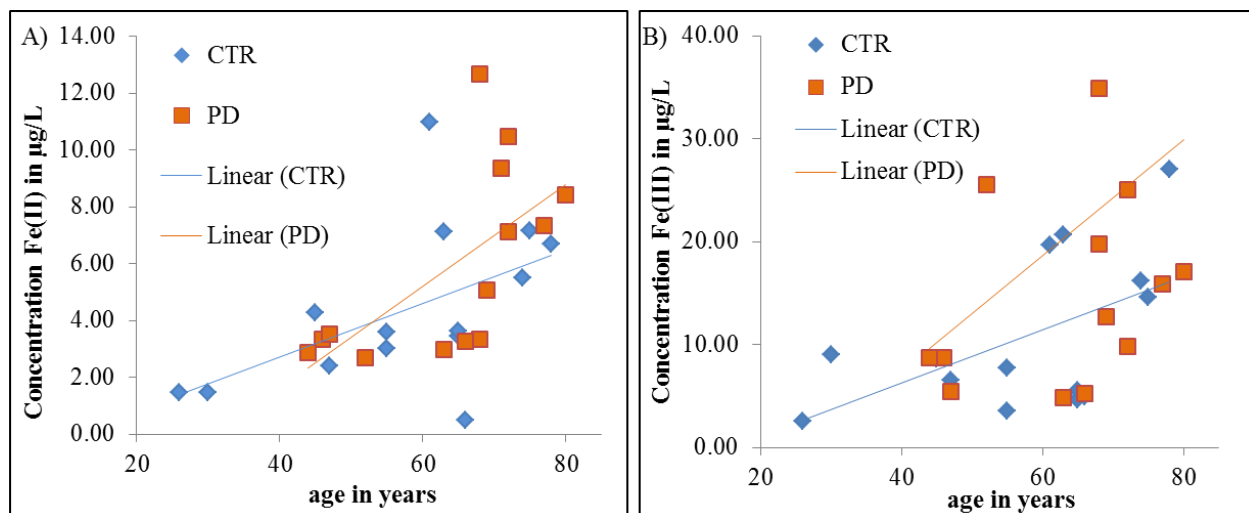 A)
14.00
12.00
10.00
8.00
6.00
4.00
2.00
0.00
Concentration Fe(II) in µg/L
CTR
PD
Linear (CTR)
Linear (PD)
20 40 60 80
age in years
B)
40.00
30.00
20.00
10.00
0.00
Concentration Fe(III) in µg/L
CTR
PD
Linear (CTR)
Linear (PD)
20 40 60 80
age in years